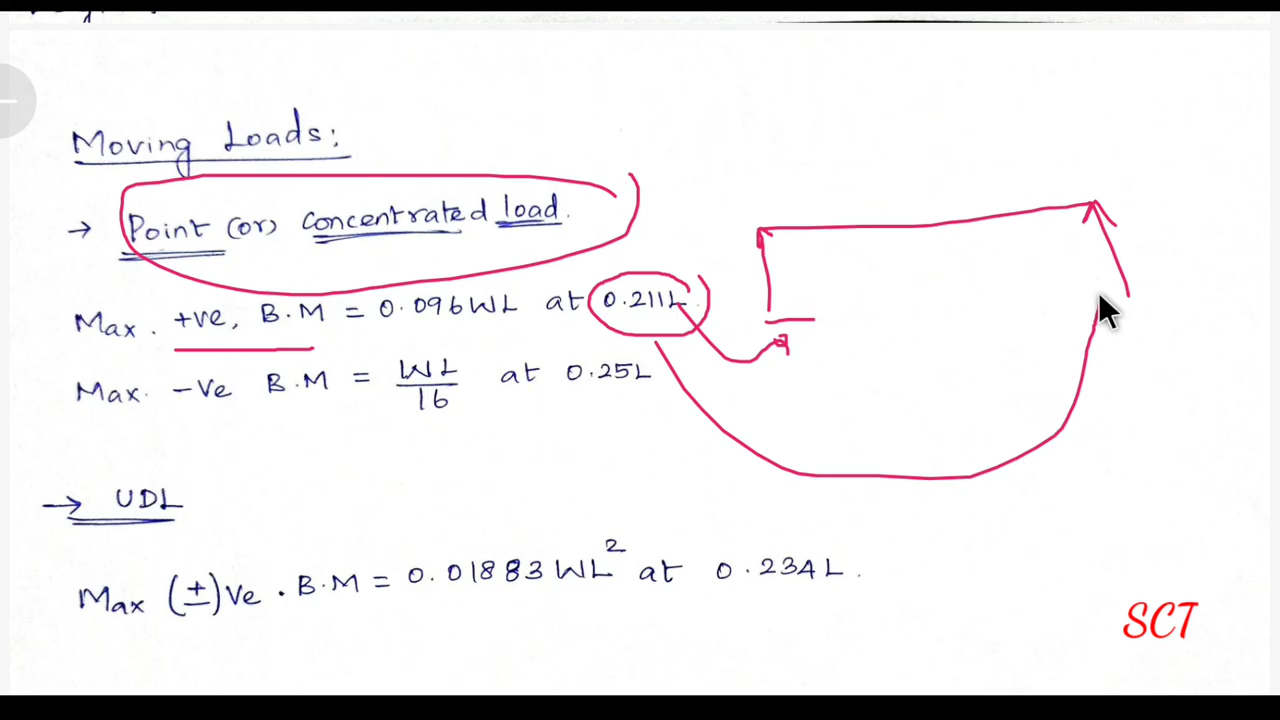 Moving Loads:
→ Point (or) concentrated load.
Max. +ve, B.M = 0.096WL at 0.211L.
Max. -ve B.M = WL/16 at 0.25L
→ UDL
Max (±)ve . B.M = 0.01883 WL² at 0.234L.
SCT